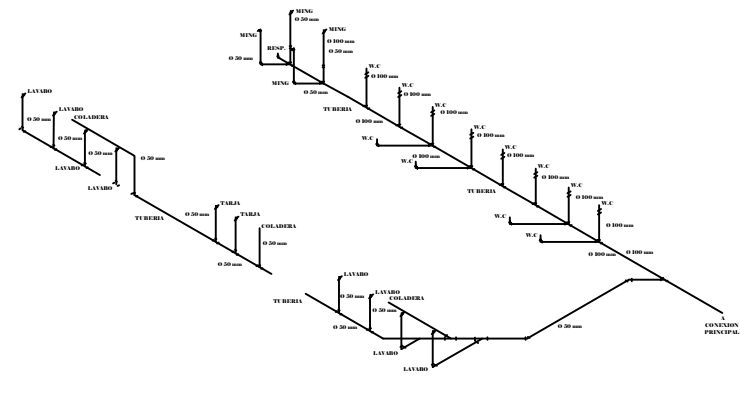 MING
Ø 50 mm
MING
MING
Ø 100 mm
RESP.
Ø 50 mm
Ø 50 mm
W.C
Ø 100 mm
MING
Ø 50 mm
W.C
Ø 100 mm
LAVABO
TUBERIA
W.C
Ø 100 mm
LAVABO
COLADERA
Ø 50 mm
Ø 100 mm
W.C
Ø 100 mm
Ø 50 mm
W.C
W.C
Ø 100 mm
Ø 50 mm
Ø 50 mm
Ø 100 mm
W.C
W.C
Ø 100 mm
LAVABO
LAVABO
TUBERIA
W.C
Ø 100 mm
TARJA
W.C
Ø 100 mm
TUBERIA
Ø 50 mm
TARJA
W.C
COLADERA
Ø 100 mm
W.C
Ø 50 mm
Ø 50 mm
Ø 100 mm
Ø 100 mm
LAVABO
TUBERIA
Ø 50 mm
LAVABO
COLADERA
Ø 50 mm
Ø 50 mm
Ø 50 mm
LAVABO
LAVABO
A
CONEXION
PRINCIPAL